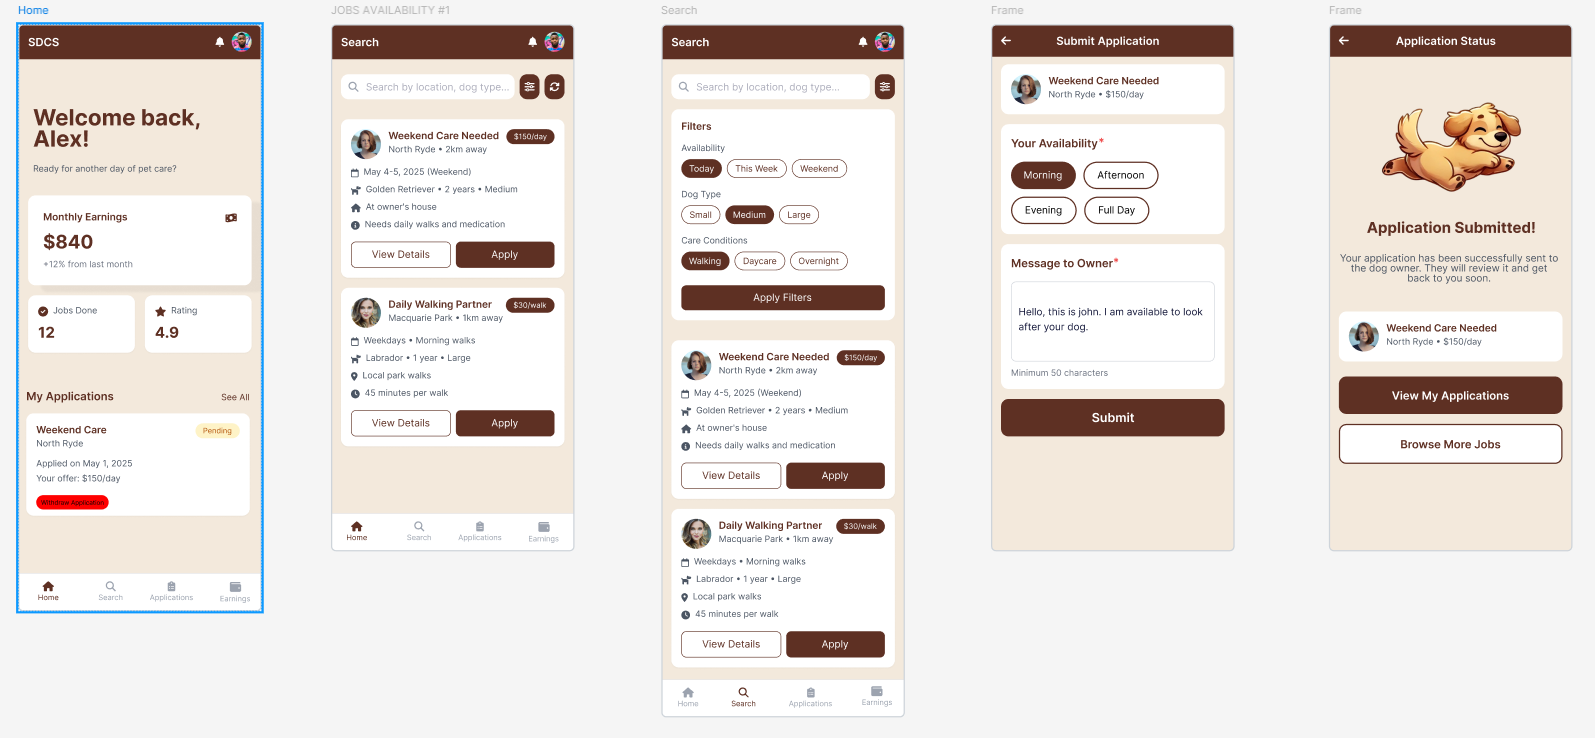 Home
SDCS
Welcome back,
Alex!
Ready for another day of pet care?
Monthly Earnings
$840
+12% from last month
Jobs Done
12
Rating
4.9
My Applications
See All
Weekend Care
Pending
North Ryde
Applied on May 1, 2025
Your offer: $150/day
Application
Home
Search
Applications
Earnings
JOBS AVAILABILITY #1
Search
Search by location, dog type...
Weekend Care Needed
$150/day
North Ryde • 2km away
May 4-5, 2025 (Weekend)
Golden Retriever • 2 years • Medium
At owner's house
Needs daily walks and medication
View Details
Apply
Daily Walking Partner
$30/walk
Macquarie Park • 1km away
Weekdays • Morning walks
Labrador • 1 year • Large
Local park walks
45 minutes per walk
View Details
Apply
Home
Search
Applications
Earnings
Search
Search
Search by location, dog type...
Filters
Availability
Today
This Week
Weekend
Dog Type
Small
Medium
Large
Care Conditions
Walking
Daycare
Overnight
Apply Filters
Weekend Care Needed
$150/day
North Ryde • 2km away
May 4-5, 2025 (Weekend)
Golden Retriever • 2 years • Medium
At owner's house
Needs daily walks and medication
View Details
Apply
Daily Walking Partner
$30/walk
Macquarie Park • 1km away
Weekdays • Morning walks
Labrador • 1 year • Large
Local park walks
45 minutes per walk
View Details
Apply
Home
Search
Applications
Earnings
Frame
Submit Application
Weekend Care Needed
North Ryde • $150/day
Your Availability*
Morning
Afternoon
Evening
Full Day
Message to Owner*
Hello, this is john. I am available to look
after your dog.
Minimum 50 characters
Submit
Frame
Application Status
Application Submitted!
Your application has been successfully sent to
the dog owner. They will review it and get
back to you soon.
Weekend Care Needed
North Ryde • $150/day
View My Applications
Browse More Jobs